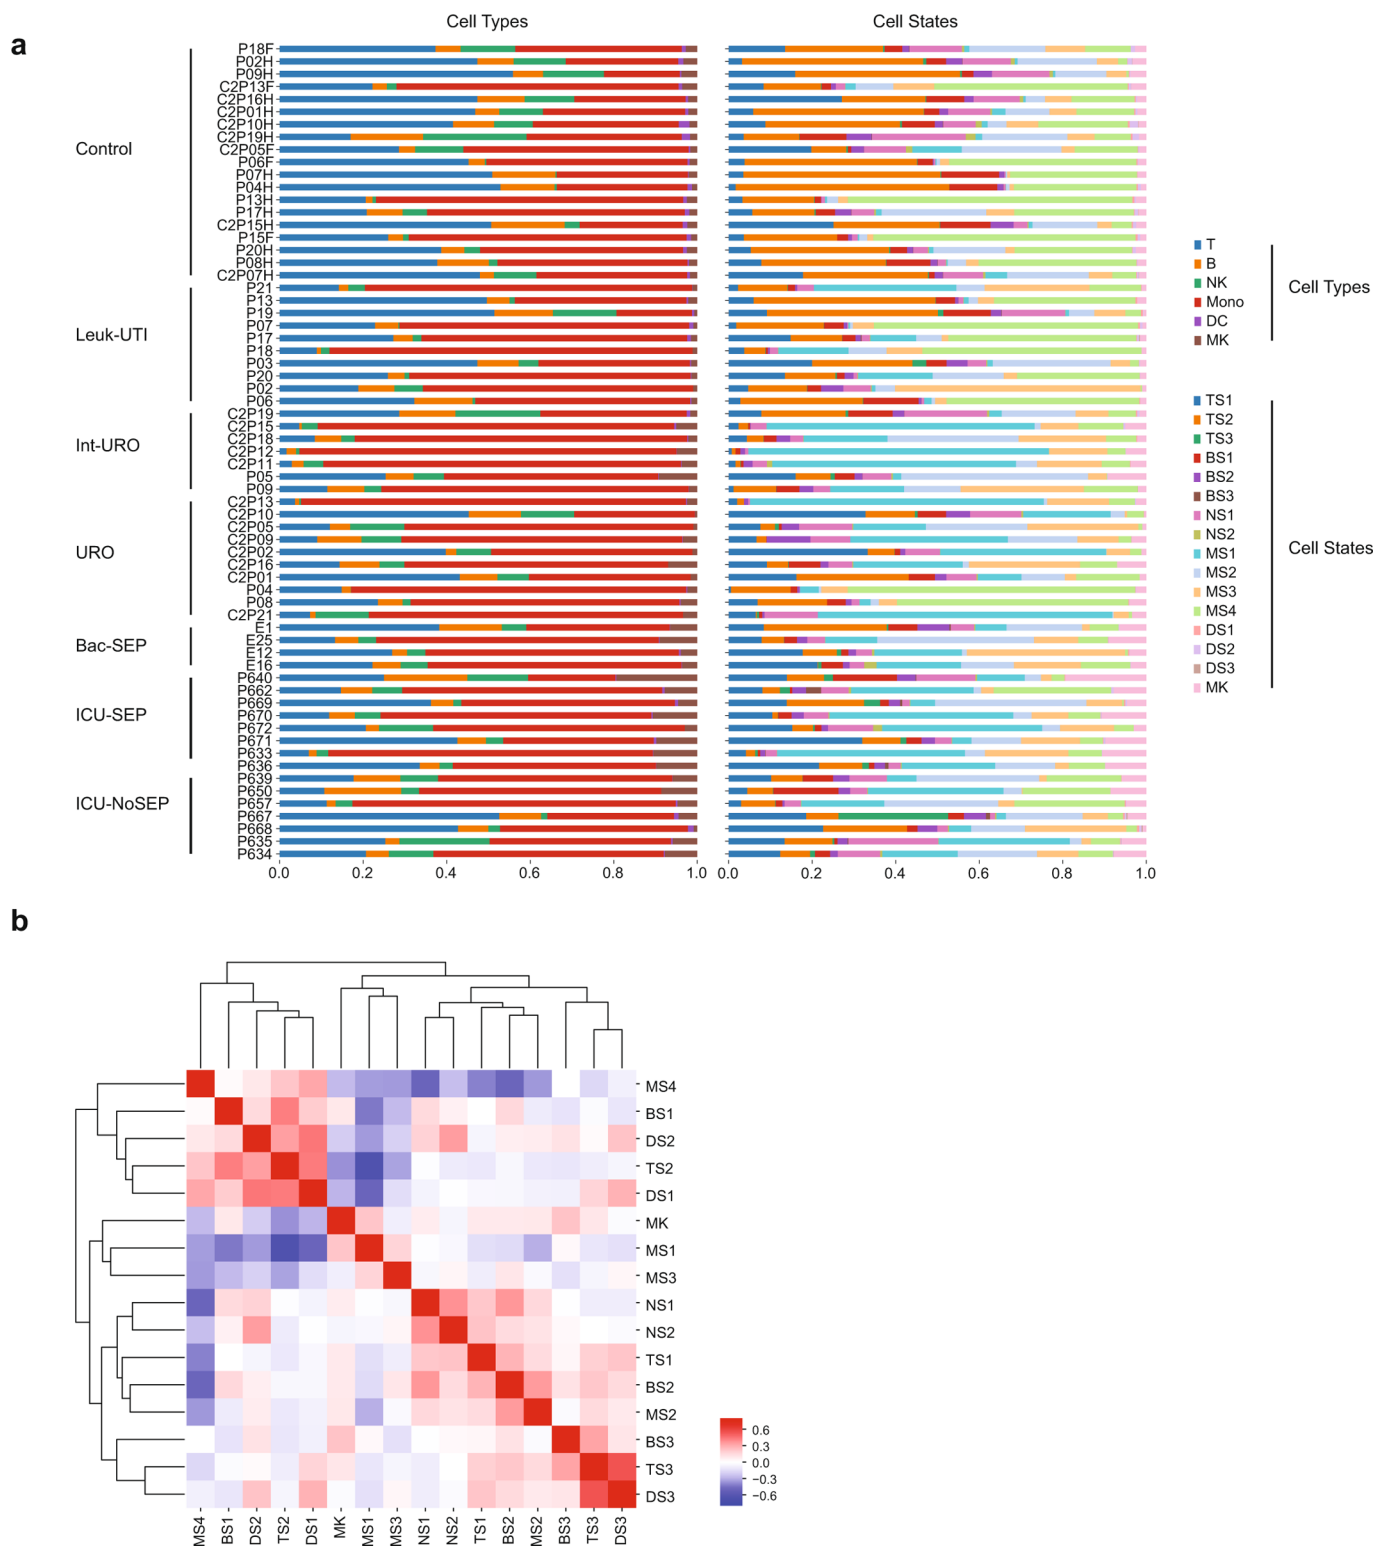 Cell Types
Cell States
a
P18F
P02H
P09H
C2P13F
C2P16H
C2P01H
C2P10H
C2P19H
C2P05F
P06F
P07H
P04H
P13H
P17H
C2P15H
P15F
P20H
P08H
C2P07H
P21
P13
P19
P07
P17
P18
P03
P20
P02
P06
C2P19
C2P15
C2P18
C2P12
C2P11
P05
P09
C2P13
C2P10
C2P05
C2P09
C2P02
C2P16
C2P01
P04
P08
C2P21
E1
E25
E12
E16
P640
P662
P669
P670
P672
P671
P633
P636
P639
P650
P657
P667
P668
P635
P634
Control
Leuk-UTI
Int-URO
URO
Bac-SEP
ICU-SEP
ICU-NoSEP
0.0 0.2 0.4 0.6 0.8 1.0
0.0 0.2 0.4 0.6 0.8 1.0
T
B
NK
Mono
DC
MK
Cell Types
TS1
TS2
TS3
BS1
BS2
BS3
NS1
NS2
MS1
MS2
MS3
MS4
DS1
DS2
DS3
MK
Cell States
b
MS4
BS1
DS2
TS2
DS1
MK
MS1
MS3
NS1
NS2
TS1
BS2
MS2
BS3
TS3
DS3
MS4 BS1 DS2 TS2 DS1 MK MS1 MS3 NS1 NS2 TS1 BS2 MS2 BS3 TS3 DS3
0.6
0.3
0.0
−0.3
−0.6